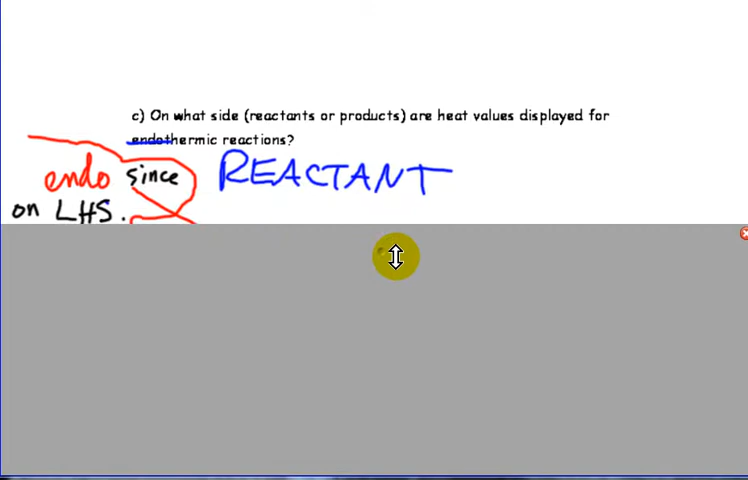 c) On what side (reactants or products) are heat values displayed for
endothermic reactions?
endo since REACTANT
on LHS.